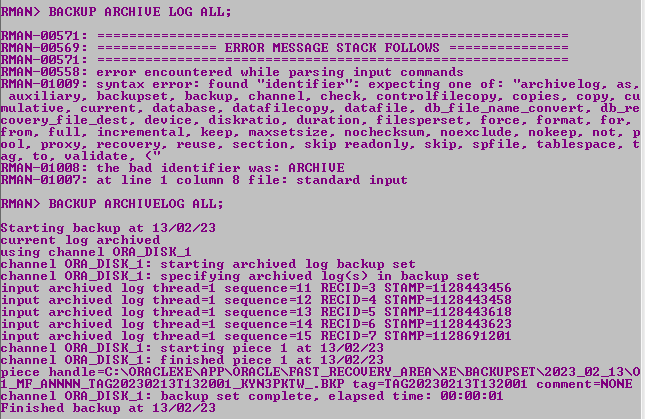 RMAN> BACKUP ARCHIVE LOG ALL;
RMAN-00571: ===========================================================
RMAN-00569: =============== ERROR MESSAGE STACK FOLLOWS ===============
RMAN-00571: ===========================================================
RMAN-00558: error encountered while parsing input commands
RMAN-01009: syntax error: found "identifier": expecting one of: "archivelog, as,
 auxiliary, backupset, backup, channel, check, controlfilecopy, copies, copy, cu
mulative, current, database, datafilecopy, datafile, db_file_name_convert, db_re
covery_file_dest, device, diskratio, duration, filesperset, force, format, for,
from, full, incremental, keep, maxsetsize, nochecksum, noexclude, nokeep, not, p
ool, proxy, recovery, reuse, section, skip readonly, skip, spfile, tablespace, t
ag, to, validate, ("
RMAN-01008: the bad identifier was: ARCHIVE
RMAN-01007: at line 1 column 8 file: standard input
RMAN> BACKUP ARCHIVELOG ALL;
Starting backup at 13/02/23
current log archived
using channel ORA_DISK_1
channel ORA_DISK_1: starting archived log backup set
channel ORA_DISK_1: specifying archived log(s) in backup set
input archived log thread=1 sequence=11 RECID=3 STAMP=1128443456
input archived log thread=1 sequence=12 RECID=4 STAMP=1128443458
input archived log thread=1 sequence=13 RECID=5 STAMP=1128443618
input archived log thread=1 sequence=14 RECID=6 STAMP=1128443623
input archived log thread=1 sequence=15 RECID=7 STAMP=1128691201
channel ORA_DISK_1: starting piece 1 at 13/02/23
channel ORA_DISK_1: finished piece 1 at 13/02/23
piece handle=C:\ORACLEXE\APP\ORACLE\FAST_RECOVERY_AREA\XE\BACKUPSET\2023_02_13\O
1_MF_ANNNN_TAG20230213T132001_KYN3PKTW_.BKP tag=TAG20230213T132001 comment=NONE
channel ORA_DISK_1: backup set complete, elapsed time: 00:00:01
Finished backup at 13/02/23